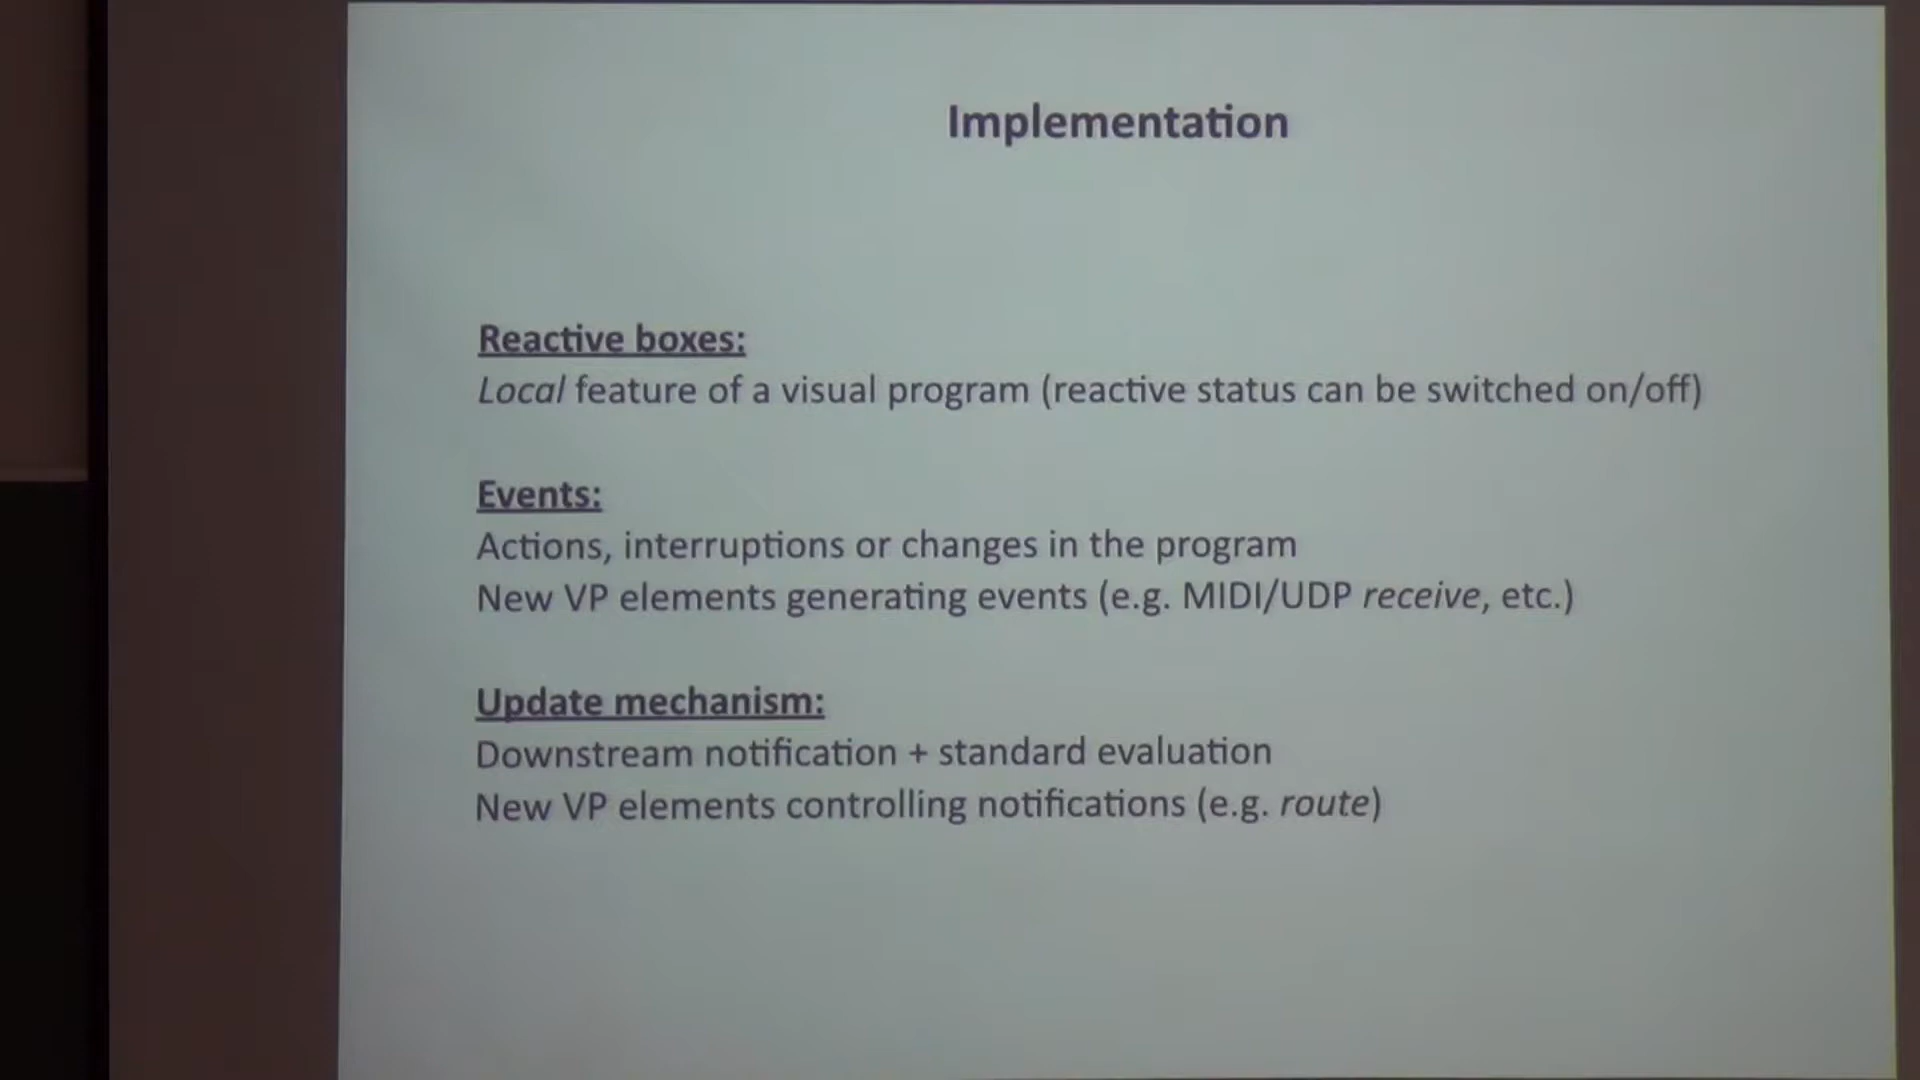 Implementation
Reactive boxes:
Local feature of a visual program (reactive status can be switched on/off)
Events:
Actions, interruptions or changes in the program
New VP elements generating events (e.g. MIDI/UDP receive, etc.)
Update mechanism:
Downstream notification + standard evaluation
New VP elements controlling notifications (e.g. route)